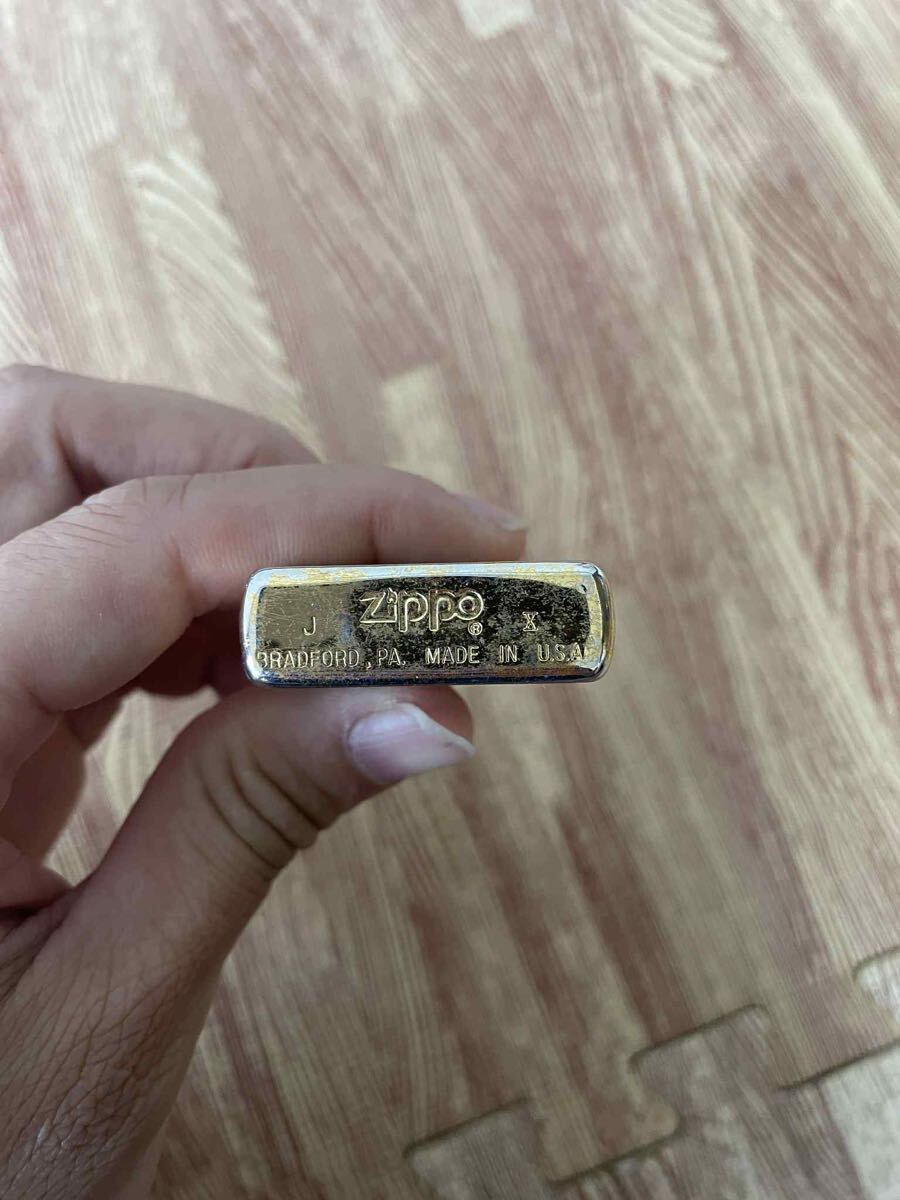 J Zippo® X
BRADFORD, PA. MADE IN U.S.A.